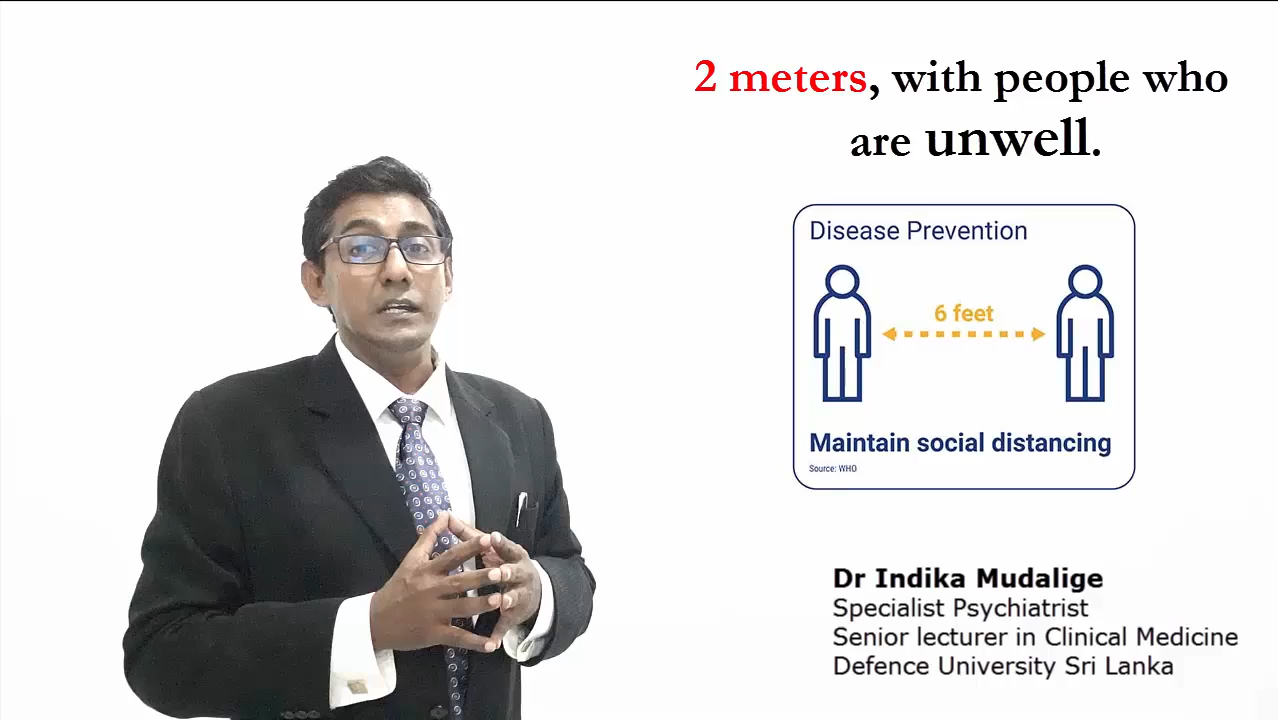 2 meters, with people who
are unwell.
Disease Prevention
6 feet
Maintain social distancing
Source: WHO
Dr Indika Mudalige
Specialist Psychiatrist
Senior lecturer in Clinical Medicine
Defence University Sri Lanka